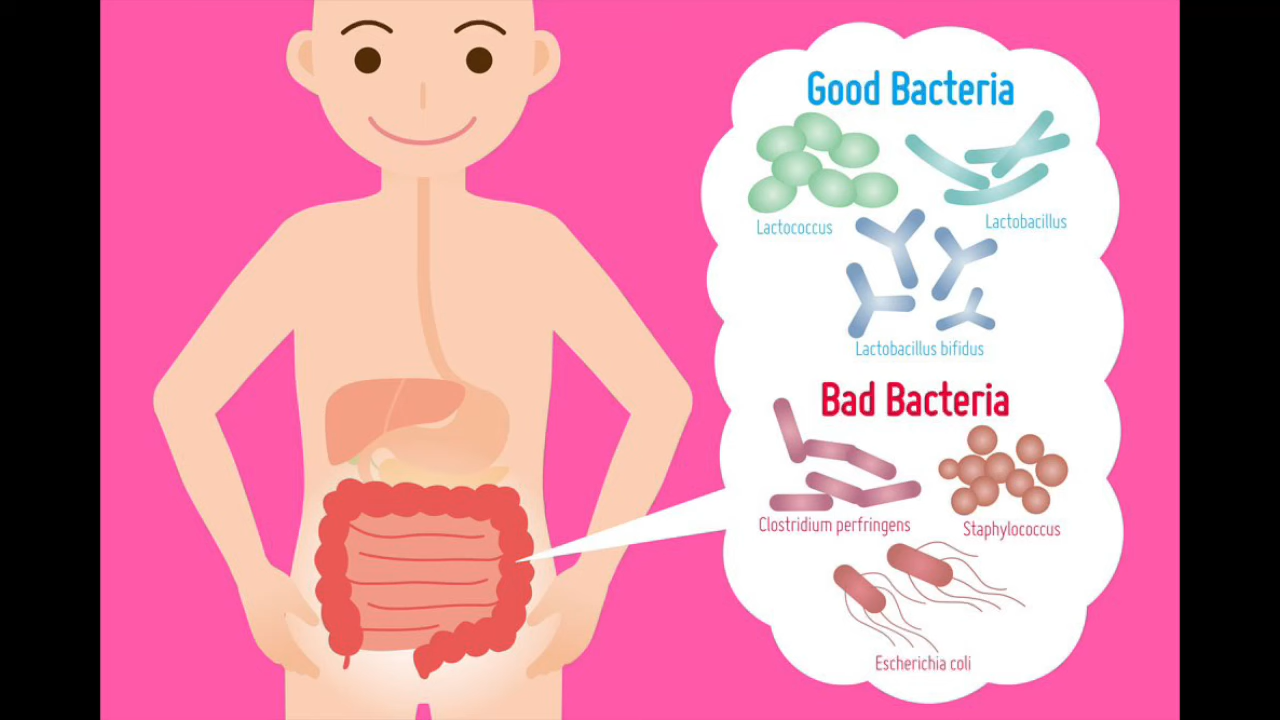 Good Bacteria
Lactococcus
Lactobacillus
Lactobacillus bifidus
Bad Bacteria
Clostridium perfringens
Staphylococcus
Escherichia coli